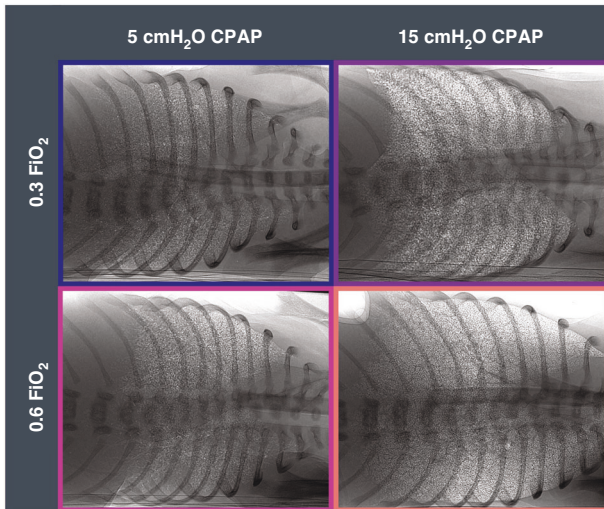 5 cmH₂O CPAP
15 cmH₂O CPAP
0.3 FiO₂
0.6 FiO₂